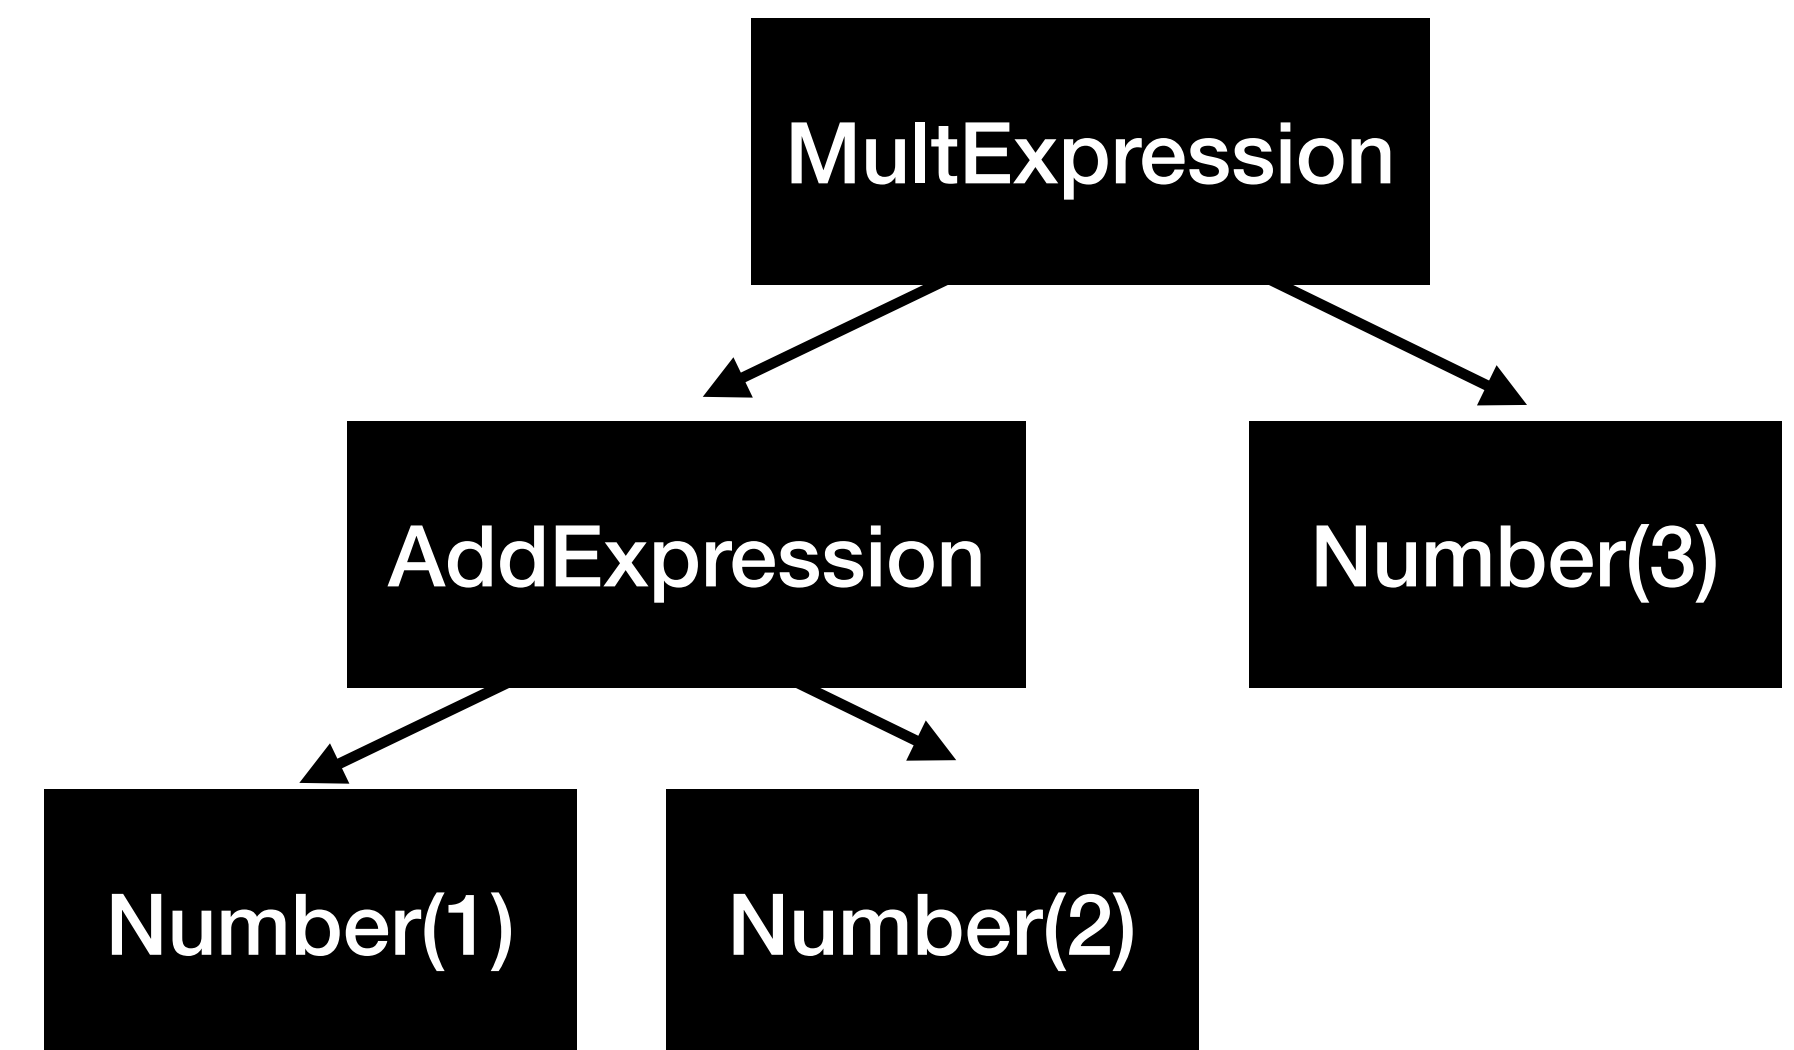 MultExpression
AddExpression
Number(3)
Number(1)
Number(2)